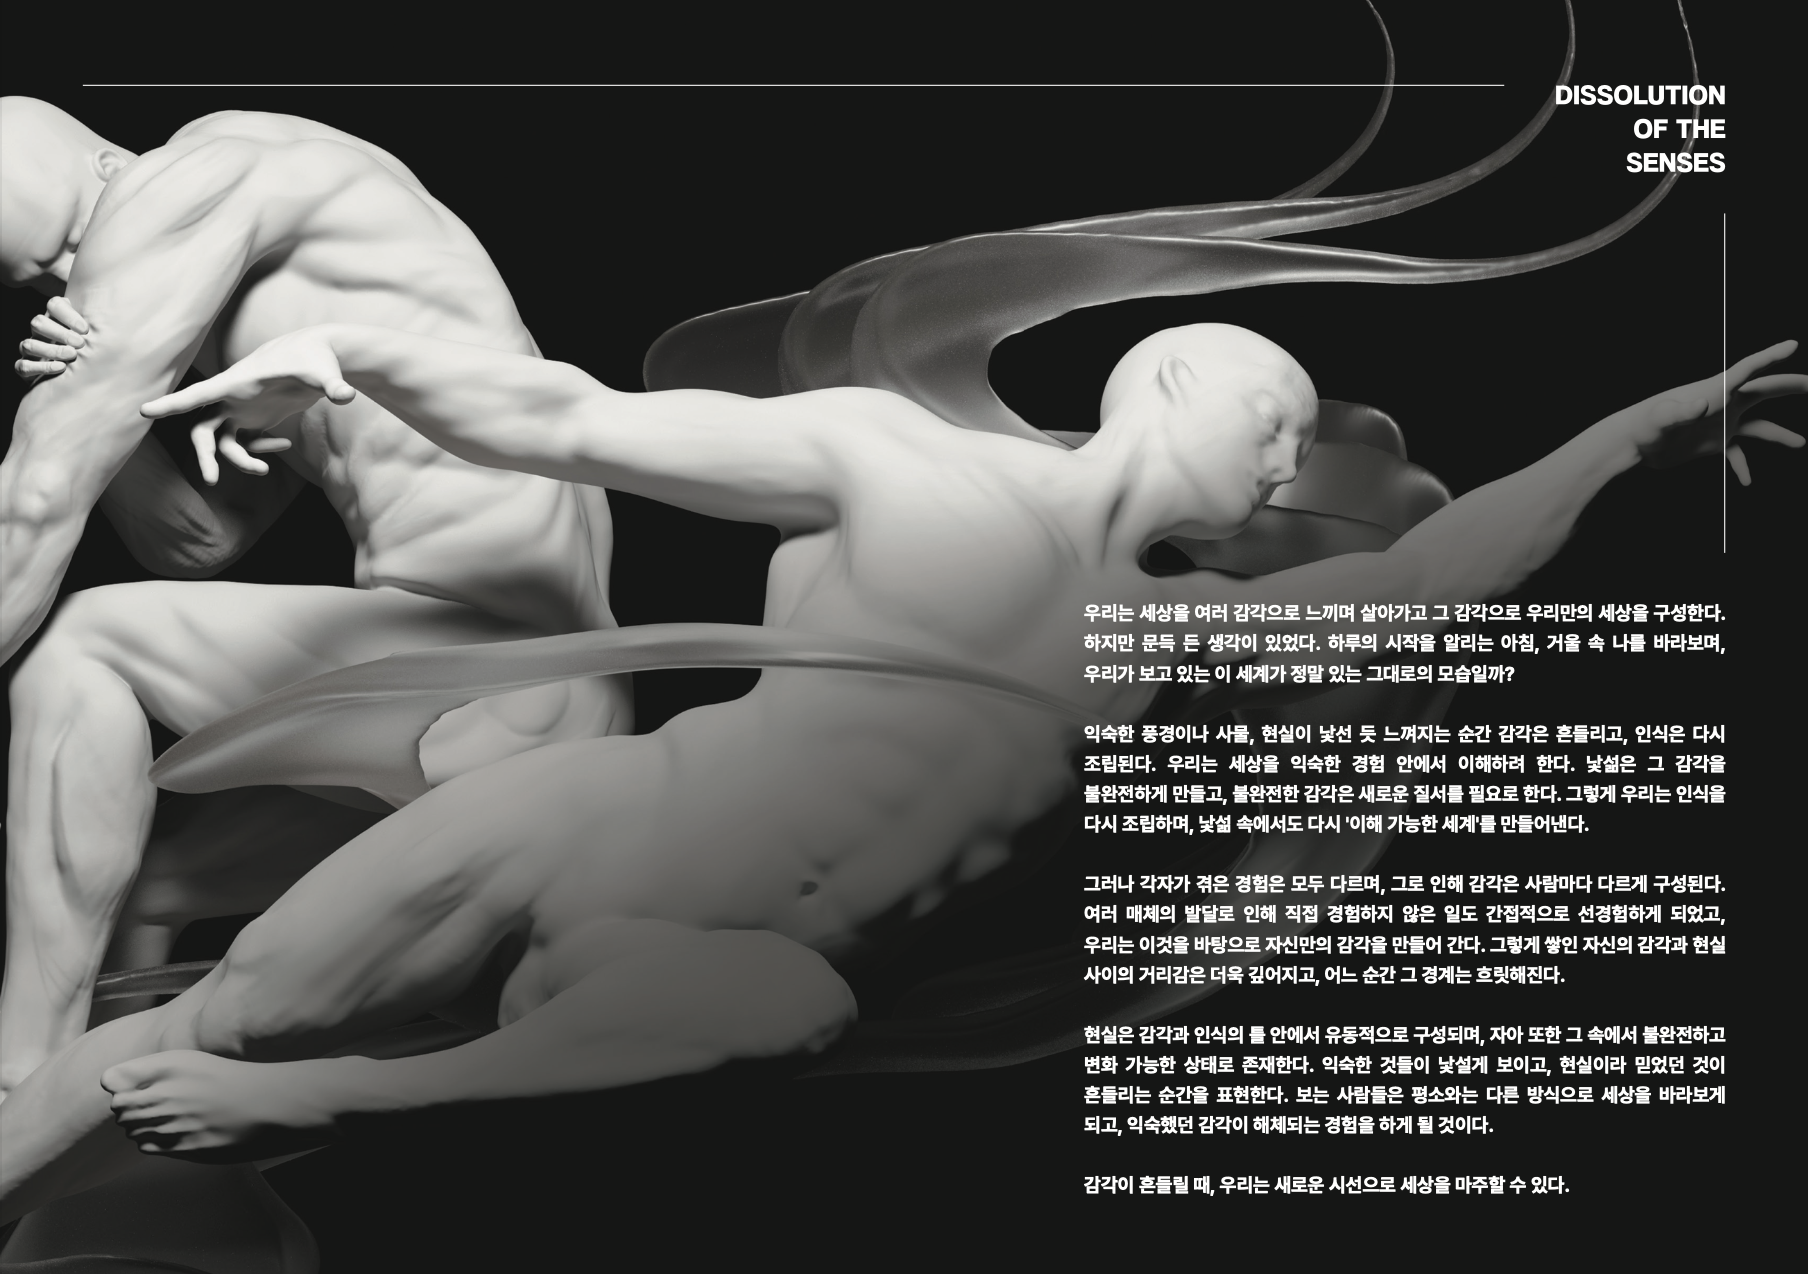 DISSOLUTION
OF THE
SENSES
우리는 세상을 여러 감각으로 느끼며 살아가고 그 감각으로 우리만의 세상을 구성한다.
하지만 문득 든 생각이 있었다. 하루의 시작을 알리는 아침, 거울 속 나를 바라보며,
우리가 보고 있는 이 세계가 정말 있는 그대로의 모습일까?
익숙한 풍경이나 사물, 현실이 낯선 듯 느껴지는 순간 감각은 흔들리고, 인식은 다시
조립된다. 우리는 세상을 익숙한 경험 안에서 이해하려 한다. 낯섦은 그 감각을
불완전하게 만들고, 불완전한 감각은 새로운 질서를 필요로 한다. 그렇게 우리는 인식을
다시 조립하며, 낯섦 속에서도 다시 '이해 가능한 세계'를 만들어낸다.
그러나 각자가 겪은 경험은 모두 다르며, 그로 인해 감각은 사람마다 다르게 구성된다.
여러 매체의 발달로 인해 직접 경험하지 않은 일도 간접적으로 선경험하게 되었고,
우리는 이것을 바탕으로 자신만의 감각을 만들어 간다. 그렇게 쌓인 자신의 감각과 현실
사이의 거리감은 더욱 깊어지고, 어느 순간 그 경계는 흐릿해진다.
현실은 감각과 인식의 틀 안에서 유동적으로 구성되며, 자아 또한 그 속에서 불완전하고
변화 가능한 상태로 존재한다. 익숙한 것들이 낯설게 보이고, 현실이라 믿었던 것이
흔들리는 순간을 표현한다. 보는 사람들은 평소와는 다른 방식으로 세상을 바라보게
되고, 익숙했던 감각이 해체되는 경험을 하게 될 것이다.
감각이 흔들릴 때, 우리는 새로운 시선으로 세상을 마주할 수 있다.